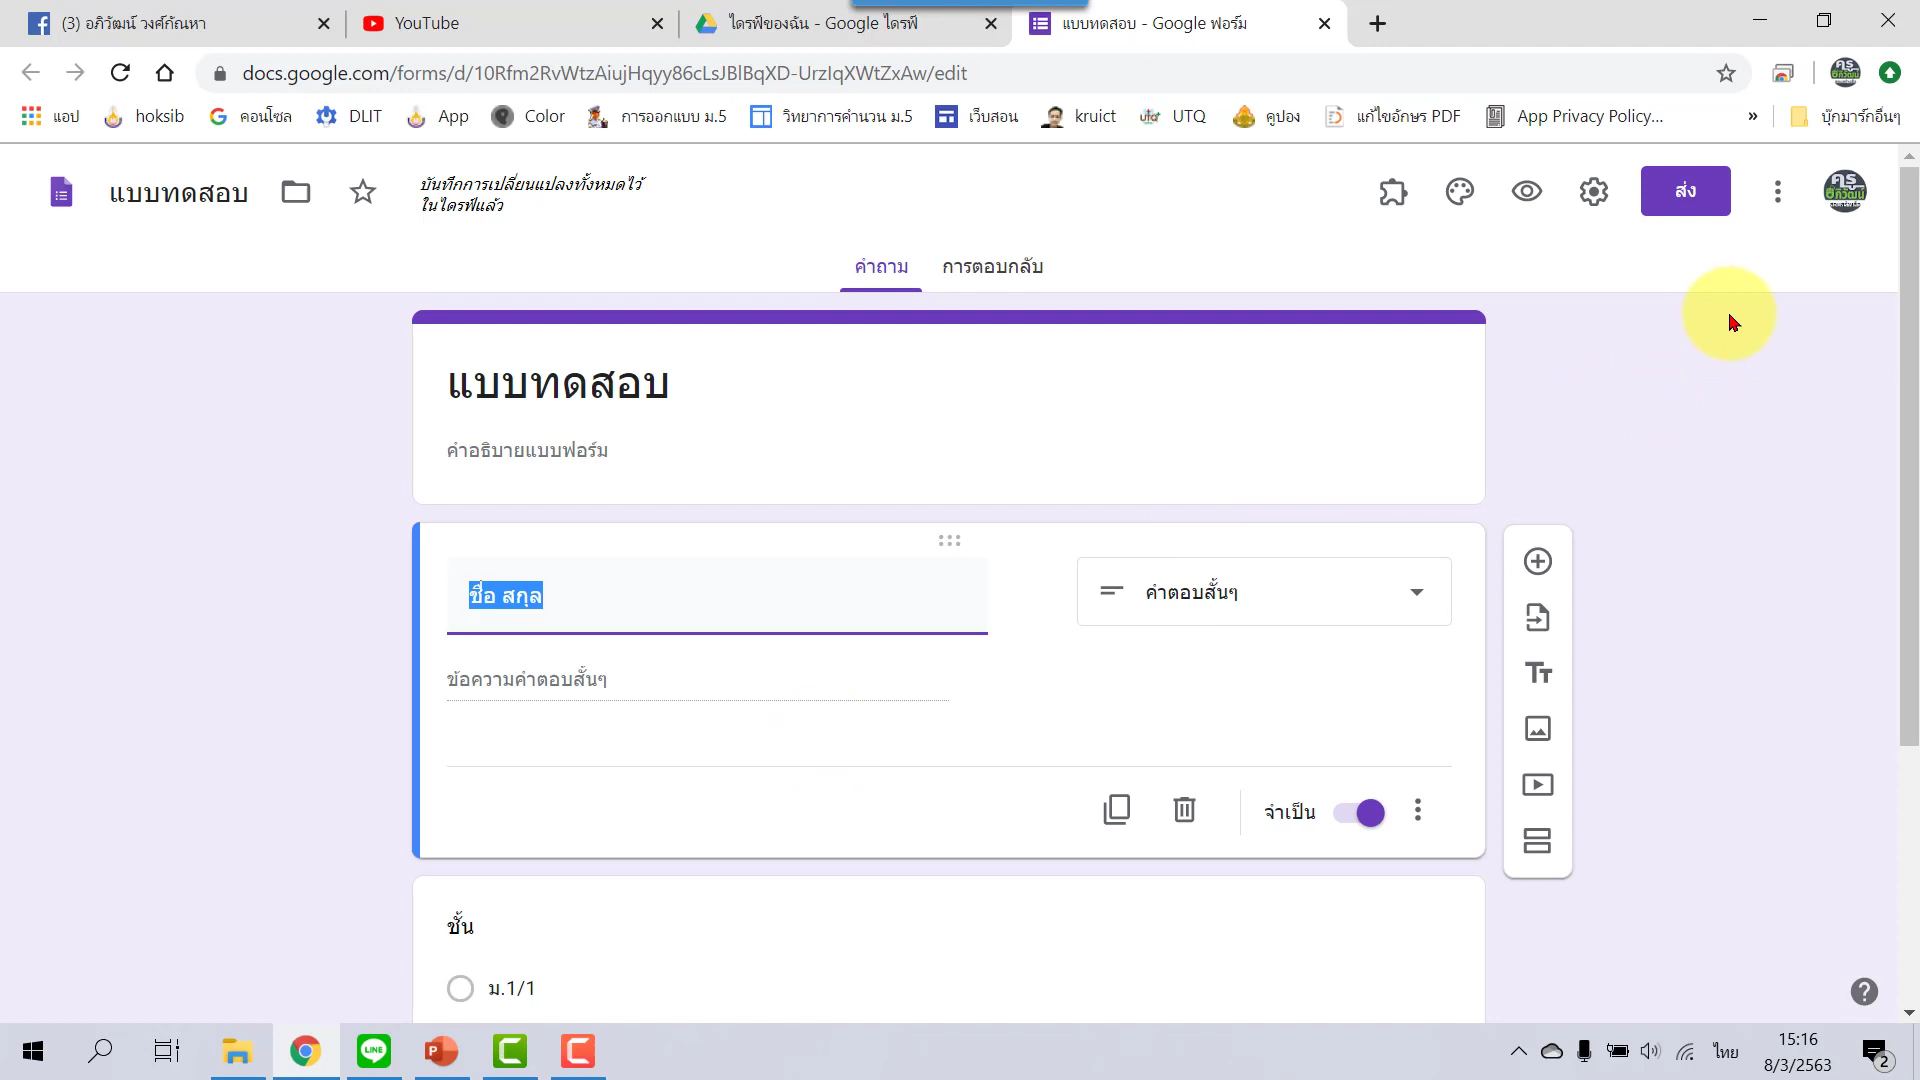 (3) อภิวัฒน์ วงศ์กัณหา
YouTube
ไดรฟ์ของฉัน - Google ไดรฟ์
แบบทดสอบ - Google ฟอร์ม
docs.google.com/forms/d/10Rfm2RvWtzAiujHqyy86cLsJBlBqXD-UrzIqXWtZxAw/edit
แอป
hoksib
คอนโซล
DLIT
App
Color
การออกแบบ ม.5
วิทยาการคำนวน ม.5
เว็บสอน
kruict
UTQ
คูปอง
แก้ไขอักษร PDF
App Privacy Policy...
»
บุ๊กมาร์กอื่นๆ
แบบทดสอบ
บันทึกการเปลี่ยนแปลงทั้งหมดไว้
ในไดรฟ์แล้ว
ส่ง
คำถาม
การตอบกลับ
แบบทดสอบ
คำอธิบายแบบฟอร์ม
ชื่อ สกุล
คำตอบสั้นๆ
ข้อความคำตอบสั้นๆ
จำเป็น
ชั้น
ม.1/1
ไทย
15:16
8/3/2563
2